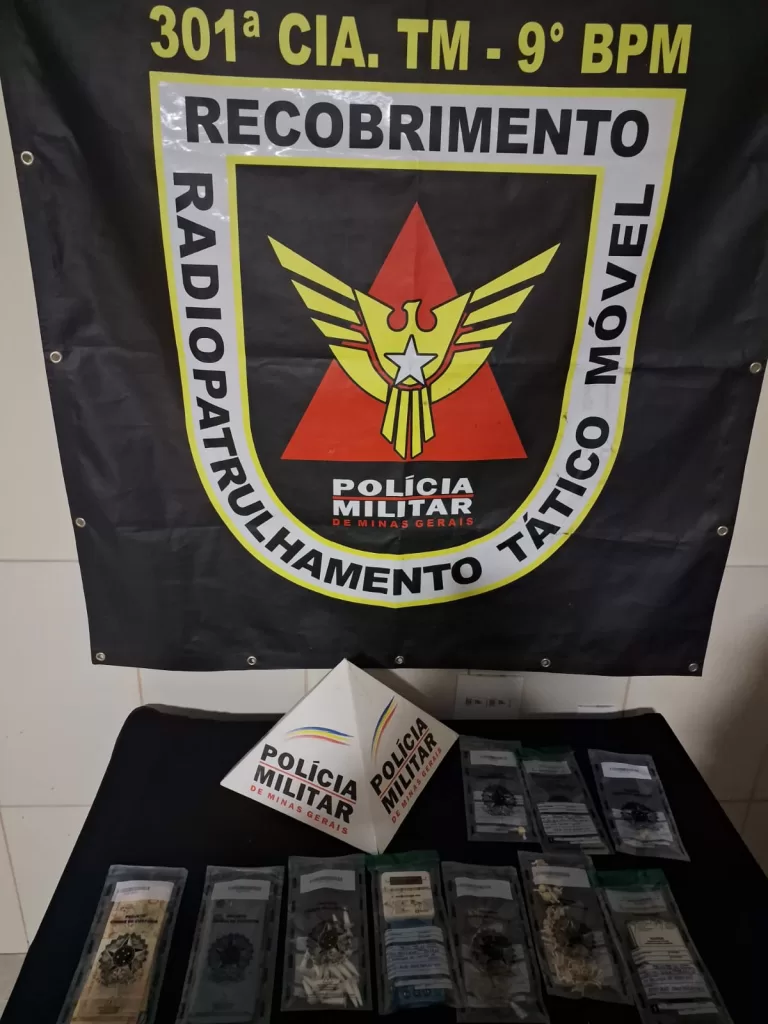 301ª CIA. TM - 9° BPM
RECOBRIMENTO
RADIOPATRULHAMENTO TÁTICO MÓVEL
POLÍCIA
MILITAR
DE MINAS GERAIS
POLÍCIA
MILITAR
DE MINAS GERAIS
POLÍCIA
MILITAR
DE MINAS GERAIS